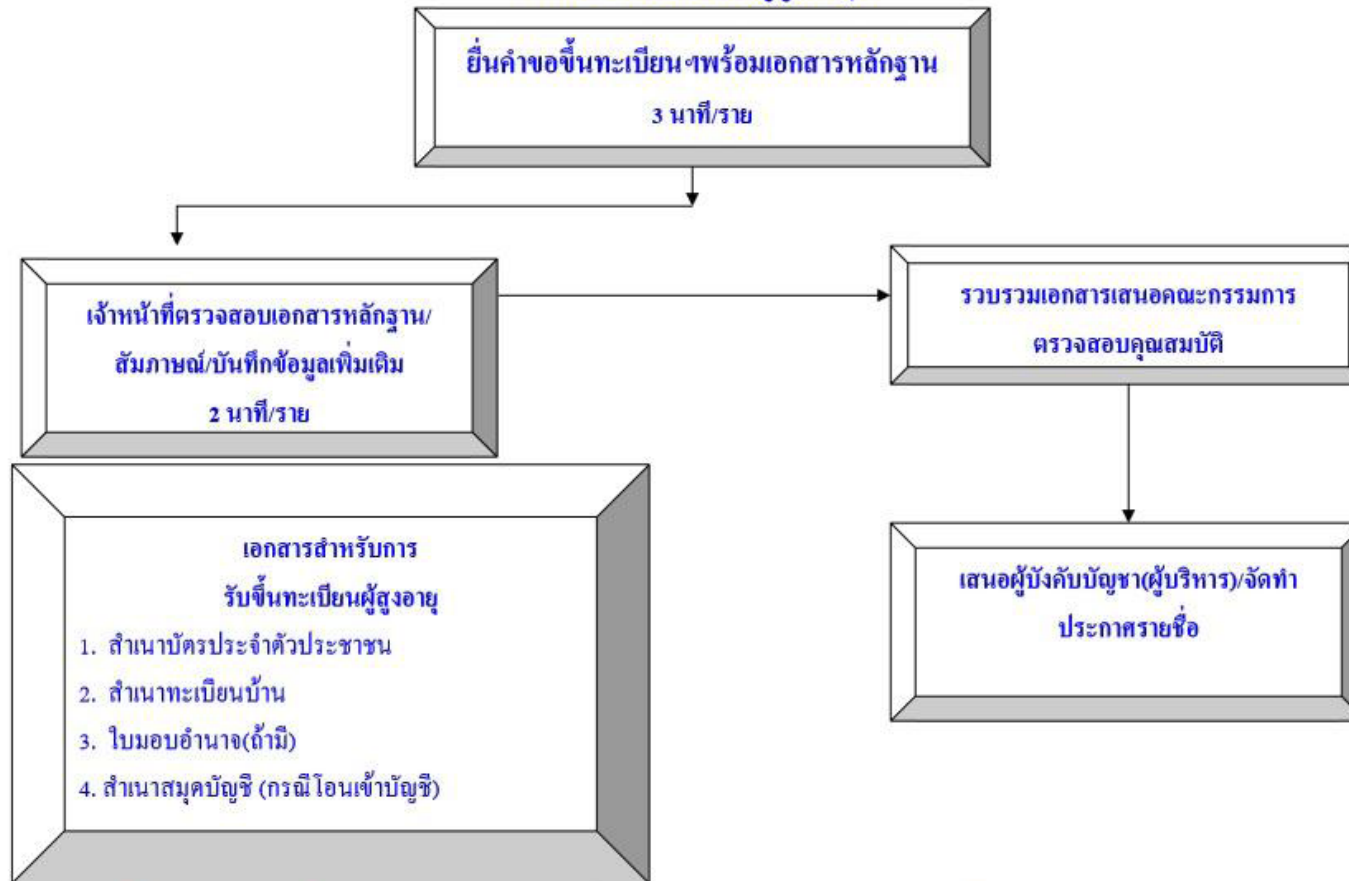 ยื่นคำขอขึ้นทะเบียนฯพร้อมเอกสารหลักฐาน
3 นาที/ราย
เจ้าหน้าที่ตรวจสอบเอกสารหลักฐาน/
สัมภาษณ์/บันทึกข้อมูลเพิ่มเติม
2 นาที/ราย
รวบรวมเอกสารเสนอคณะกรรมการ
ตรวจสอบคุณสมบัติ
เสนอผู้บังคับบัญชา(ผู้บริหาร)/จัดทำ
ประกาศรายชื่อ
เอกสารสำหรับการ
รับขึ้นทะเบียนผู้สูงอายุ
1. สำเนาบัตรประจำตัวประชาชน
2. สำเนาทะเบียนบ้าน
3. ใบมอบอำนาจ(ถ้ามี)
4. สำเนาสมุดบัญชี (กรณีโอนเข้าบัญชี)